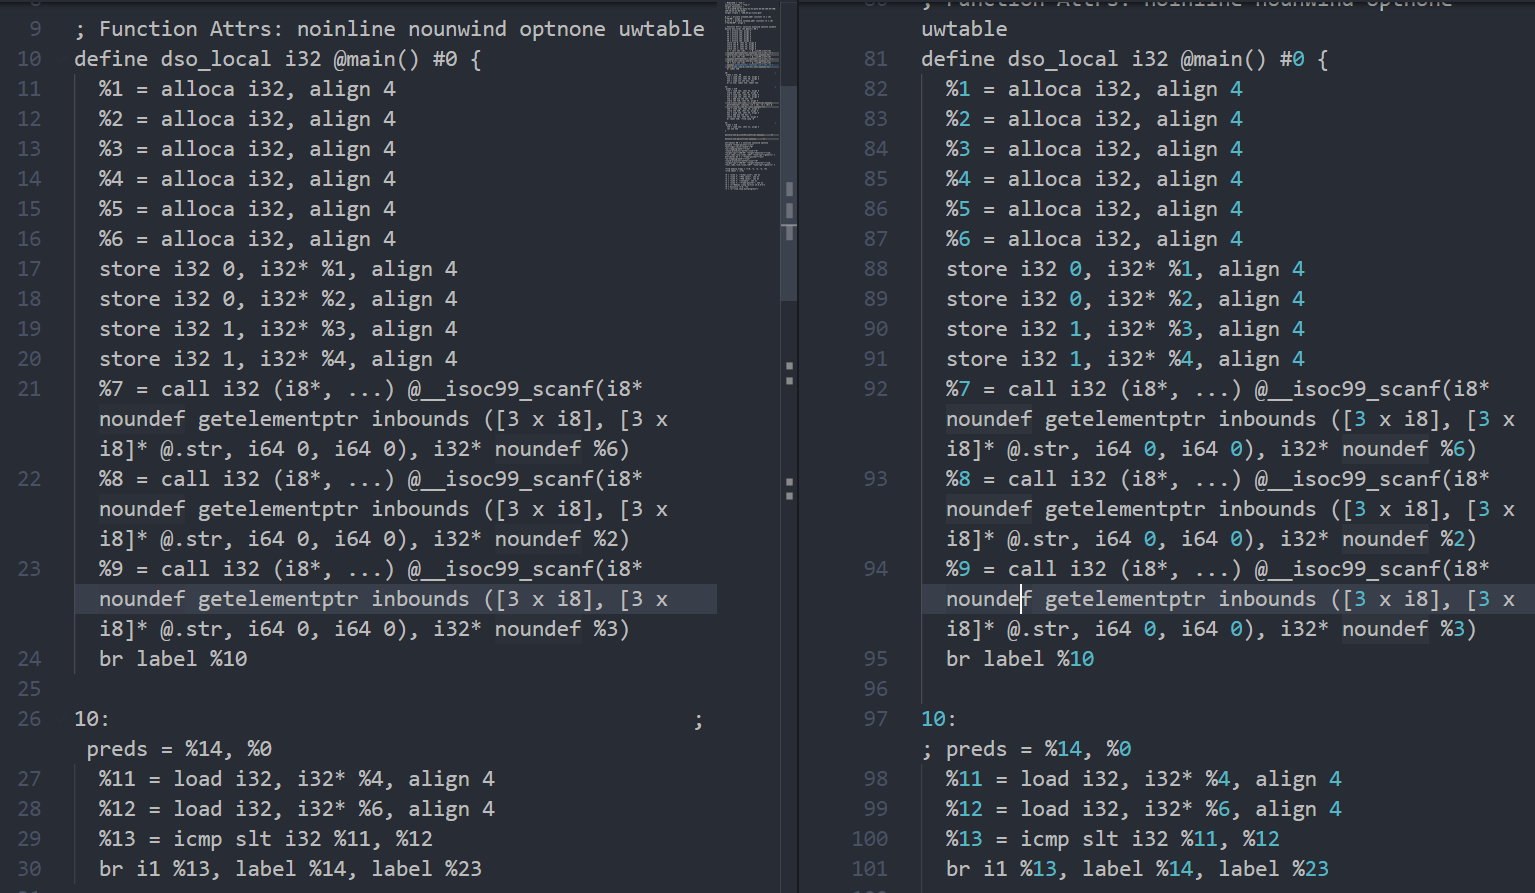 9 ; Function Attrs: noinline nounwind optnone uwtable
10 define dso_local i32 @main() #0 {
11 %1 = alloca i32, align 4
12 %2 = alloca i32, align 4
13 %3 = alloca i32, align 4
14 %4 = alloca i32, align 4
15 %5 = alloca i32, align 4
16 %6 = alloca i32, align 4
17 store i32 0, i32* %1, align 4
18 store i32 0, i32* %2, align 4
19 store i32 1, i32* %3, align 4
20 store i32 1, i32* %4, align 4
21 %7 = call i32 (i8*, ...) @__isoc99_scanf(i8*
noundef getelementptr inbounds ([3 x i8], [3 x
i8]* @.str, i64 0, i64 0), i32* noundef %6)
22 %8 = call i32 (i8*, ...) @__isoc99_scanf(i8*
noundef getelementptr inbounds ([3 x i8], [3 x
i8]* @.str, i64 0, i64 0), i32* noundef %2)
23 %9 = call i32 (i8*, ...) @__isoc99_scanf(i8*
noundef getelementptr inbounds ([3 x i8], [3 x
i8]* @.str, i64 0, i64 0), i32* noundef %3)
24 br label %10
25
26 10: ;
preds = %14, %0
27 %11 = load i32, i32* %4, align 4
28 %12 = load i32, i32* %6, align 4
29 %13 = icmp slt i32 %11, %12
30 br i1 %13, label %14, label %23
; Function Attrs: noinline nounwind optnone
uwtable
81 define dso_local i32 @main() #0 {
82 %1 = alloca i32, align 4
83 %2 = alloca i32, align 4
84 %3 = alloca i32, align 4
85 %4 = alloca i32, align 4
86 %5 = alloca i32, align 4
87 %6 = alloca i32, align 4
88 store i32 0, i32* %1, align 4
89 store i32 0, i32* %2, align 4
90 store i32 1, i32* %3, align 4
91 store i32 1, i32* %4, align 4
92 %7 = call i32 (i8*, ...) @__isoc99_scanf(i8*
noundef getelementptr inbounds ([3 x i8], [3 x
i8]* @.str, i64 0, i64 0), i32* noundef %6)
93 %8 = call i32 (i8*, ...) @__isoc99_scanf(i8*
noundef getelementptr inbounds ([3 x i8], [3 x
i8]* @.str, i64 0, i64 0), i32* noundef %2)
94 %9 = call i32 (i8*, ...) @__isoc99_scanf(i8*
noundef getelementptr inbounds ([3 x i8], [3 x
i8]* @.str, i64 0, i64 0), i32* noundef %3)
95 br label %10
96
97 10:
; preds = %14, %0
98 %11 = load i32, i32* %4, align 4
99 %12 = load i32, i32* %6, align 4
100 %13 = icmp slt i32 %11, %12
101 br i1 %13, label %14, label %23